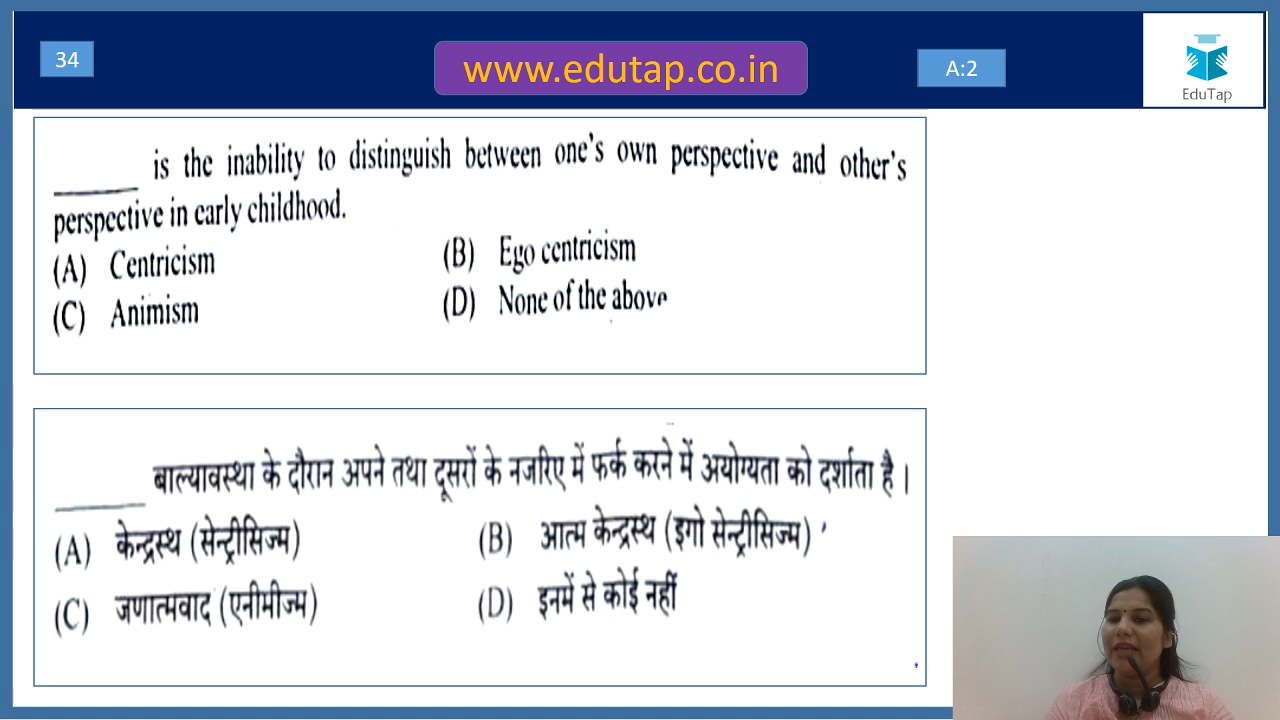 34
www.edutap.co.in
A:2
EduTap
______ is the inability to distinguish between one's own perspective and other's
perspective in early childhood.
(A) Centricism (B) Ego centricism
(C) Animism (D) None of the above
______ बाल्यावस्था के दौरान अपने तथा दूसरों के नजरिए में फर्क करने में अयोग्यता को दर्शाता है।
(A) केन्द्रस्थ (सेन्ट्रीसिज्म) (B) आत्म केन्द्रस्थ (इगो सेन्ट्रीसिज्म)
(C) जणात्मवाद (एनीमीज्म) (D) इनमें से कोई नहीं